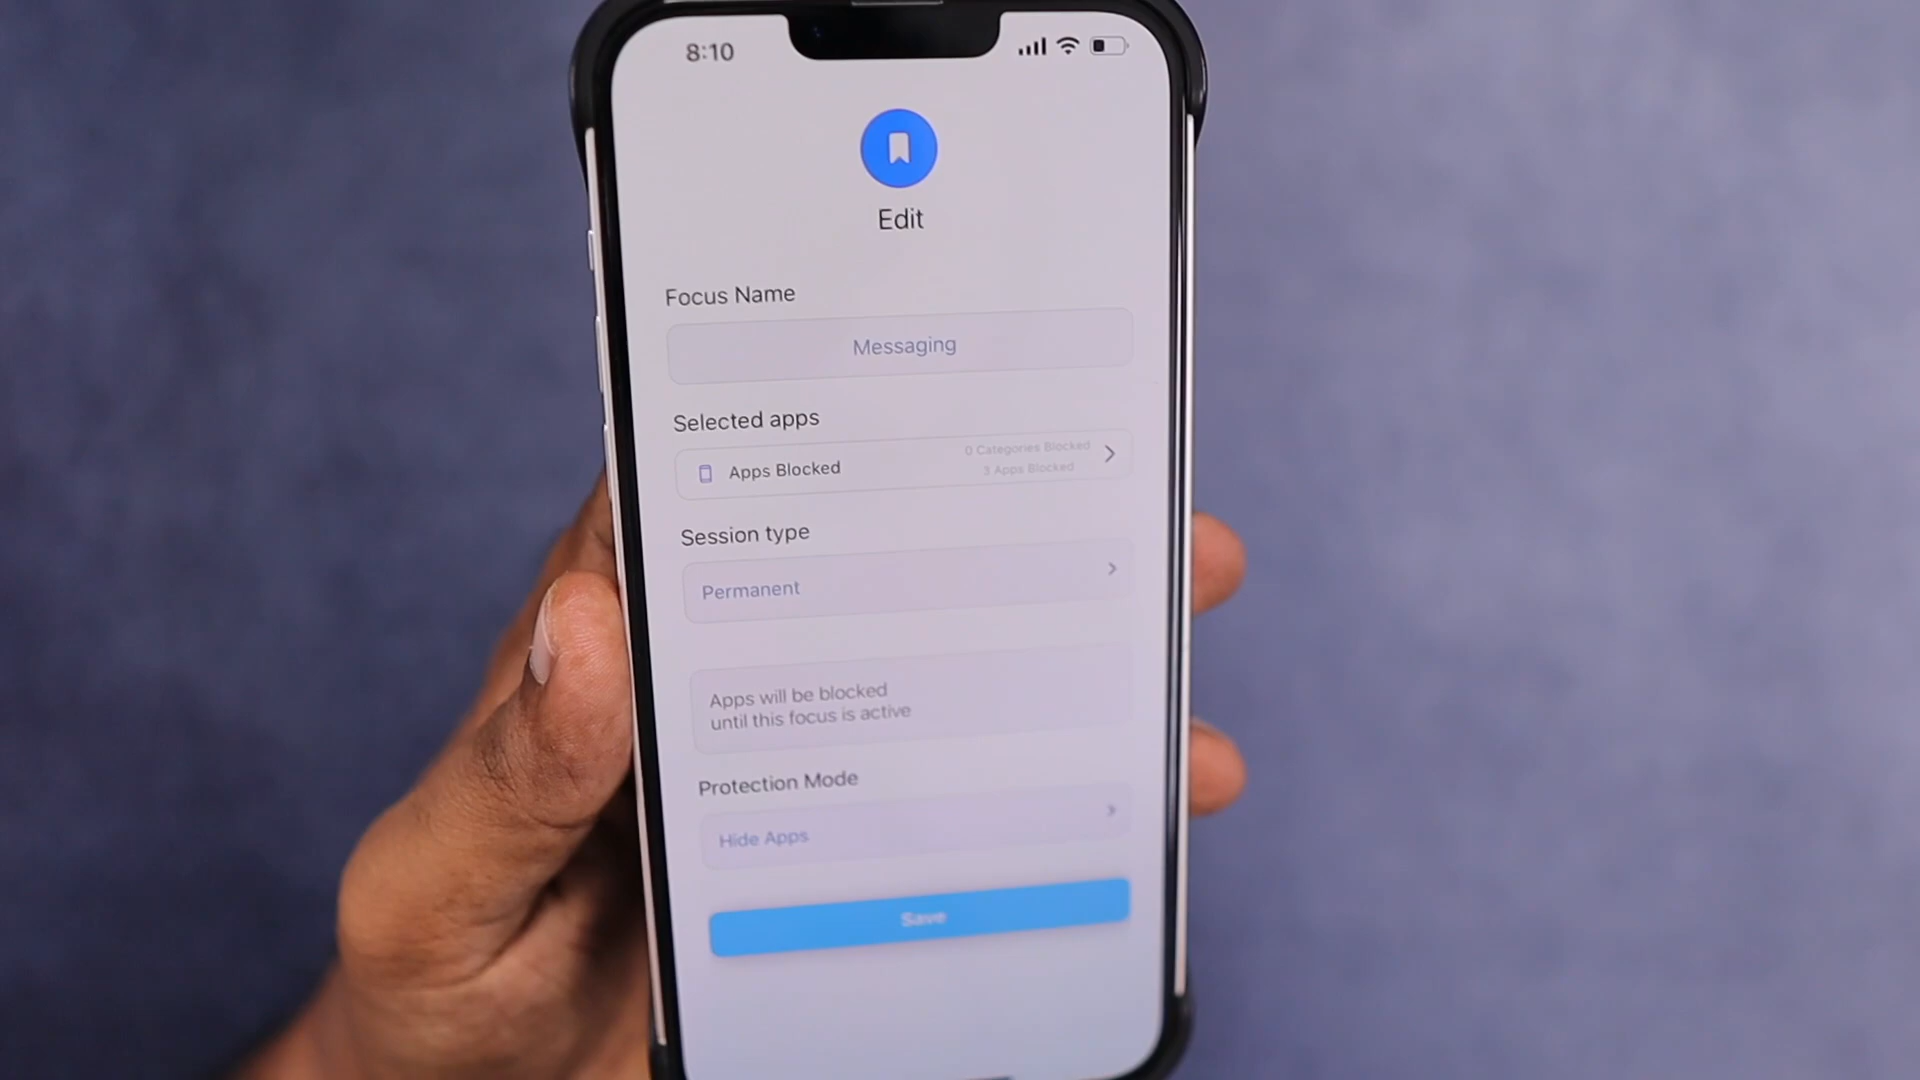 8:10
Edit
Focus Name
Messaging
Selected apps
Apps Blocked
0 Categories Blocked
3 Apps Blocked
Session type
Permanent
Apps will be blocked
until this focus is active
Protection Mode
Hide Apps
Save